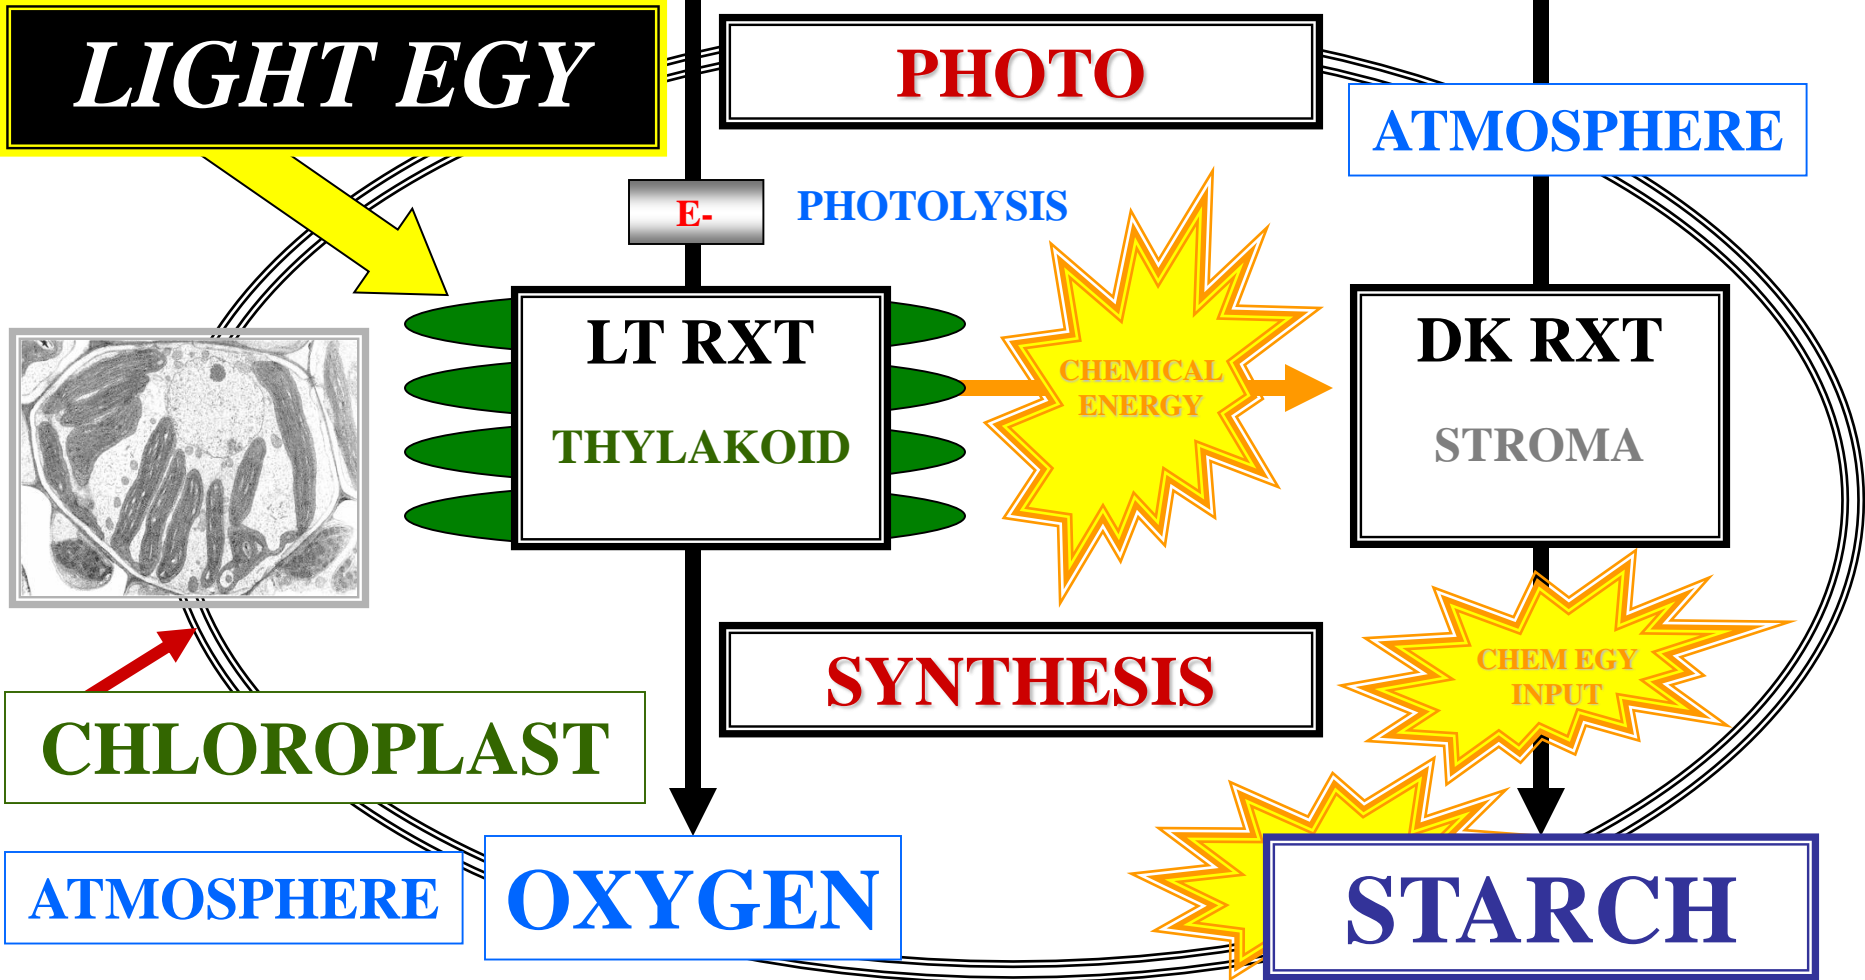 LIGHT EGY
PHOTO
ATMOSPHERE
E-
PHOTOLYSIS
LT RXT
THYLAKOID
CHEMICAL
ENERGY
DK RXT
STROMA
SYNTHESIS
CHEM EGY
INPUT
CHLOROPLAST
ATMOSPHERE
OXYGEN
STARCH